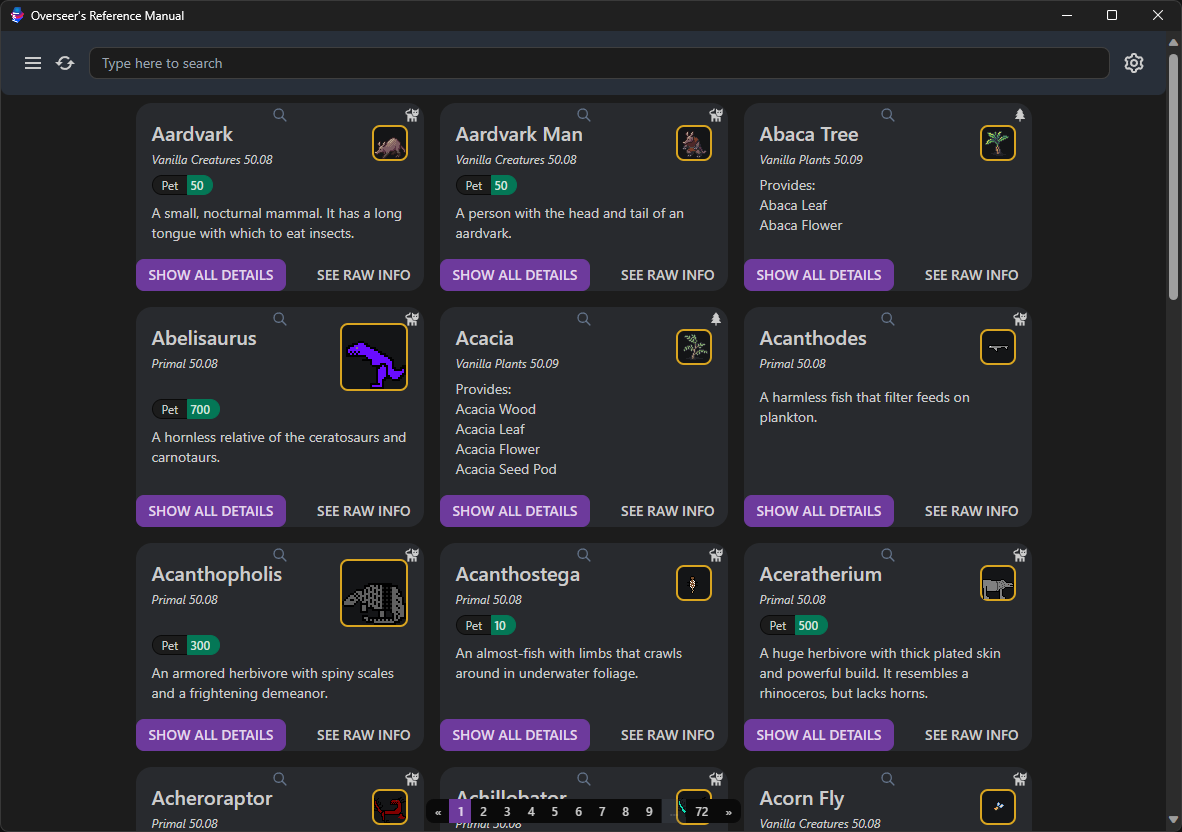 Overseer's Reference Manual
Type here to search
Aardvark
Vanilla Creatures 50.08
Pet 50
A small, nocturnal mammal. It has a long
tongue with which to eat insects.
SHOW ALL DETAILS SEE RAW INFO
Aardvark Man
Vanilla Creatures 50.08
Pet 50
A person with the head and tail of an
aardvark.
SHOW ALL DETAILS SEE RAW INFO
Abaca Tree
Vanilla Plants 50.09
Provides:
Abaca Leaf
Abaca Flower
SHOW ALL DETAILS SEE RAW INFO
Abelisaurus
Primal 50.08
Pet 700
A hornless relative of the ceratosaurs and
carnotaurs.
SHOW ALL DETAILS SEE RAW INFO
Acacia
Vanilla Plants 50.09
Provides:
Acacia Wood
Acacia Leaf
Acacia Flower
Acacia Seed Pod
SHOW ALL DETAILS SEE RAW INFO
Acanthodes
Primal 50.08
A harmless fish that filter feeds on
plankton.
SHOW ALL DETAILS SEE RAW INFO
Acanthopholis
Primal 50.08
Pet 300
An armored herbivore with spiny scales
and a frightening demeanor.
SHOW ALL DETAILS SEE RAW INFO
Acanthostega
Primal 50.08
Pet 10
An almost-fish with limbs that crawls
around in underwater foliage.
SHOW ALL DETAILS SEE RAW INFO
Aceratherium
Primal 50.08
Pet 500
A huge herbivore with thick plated skin
and powerful build. It resembles a
rhinoceros, but lacks horns.
SHOW ALL DETAILS SEE RAW INFO
Acheroraptor
Primal 50.08
Achillobator
Primal 50.08
Acorn Fly
Vanilla Creatures 50.08
« 1 2 3 4 5 6 7 8 9 ... 72 »